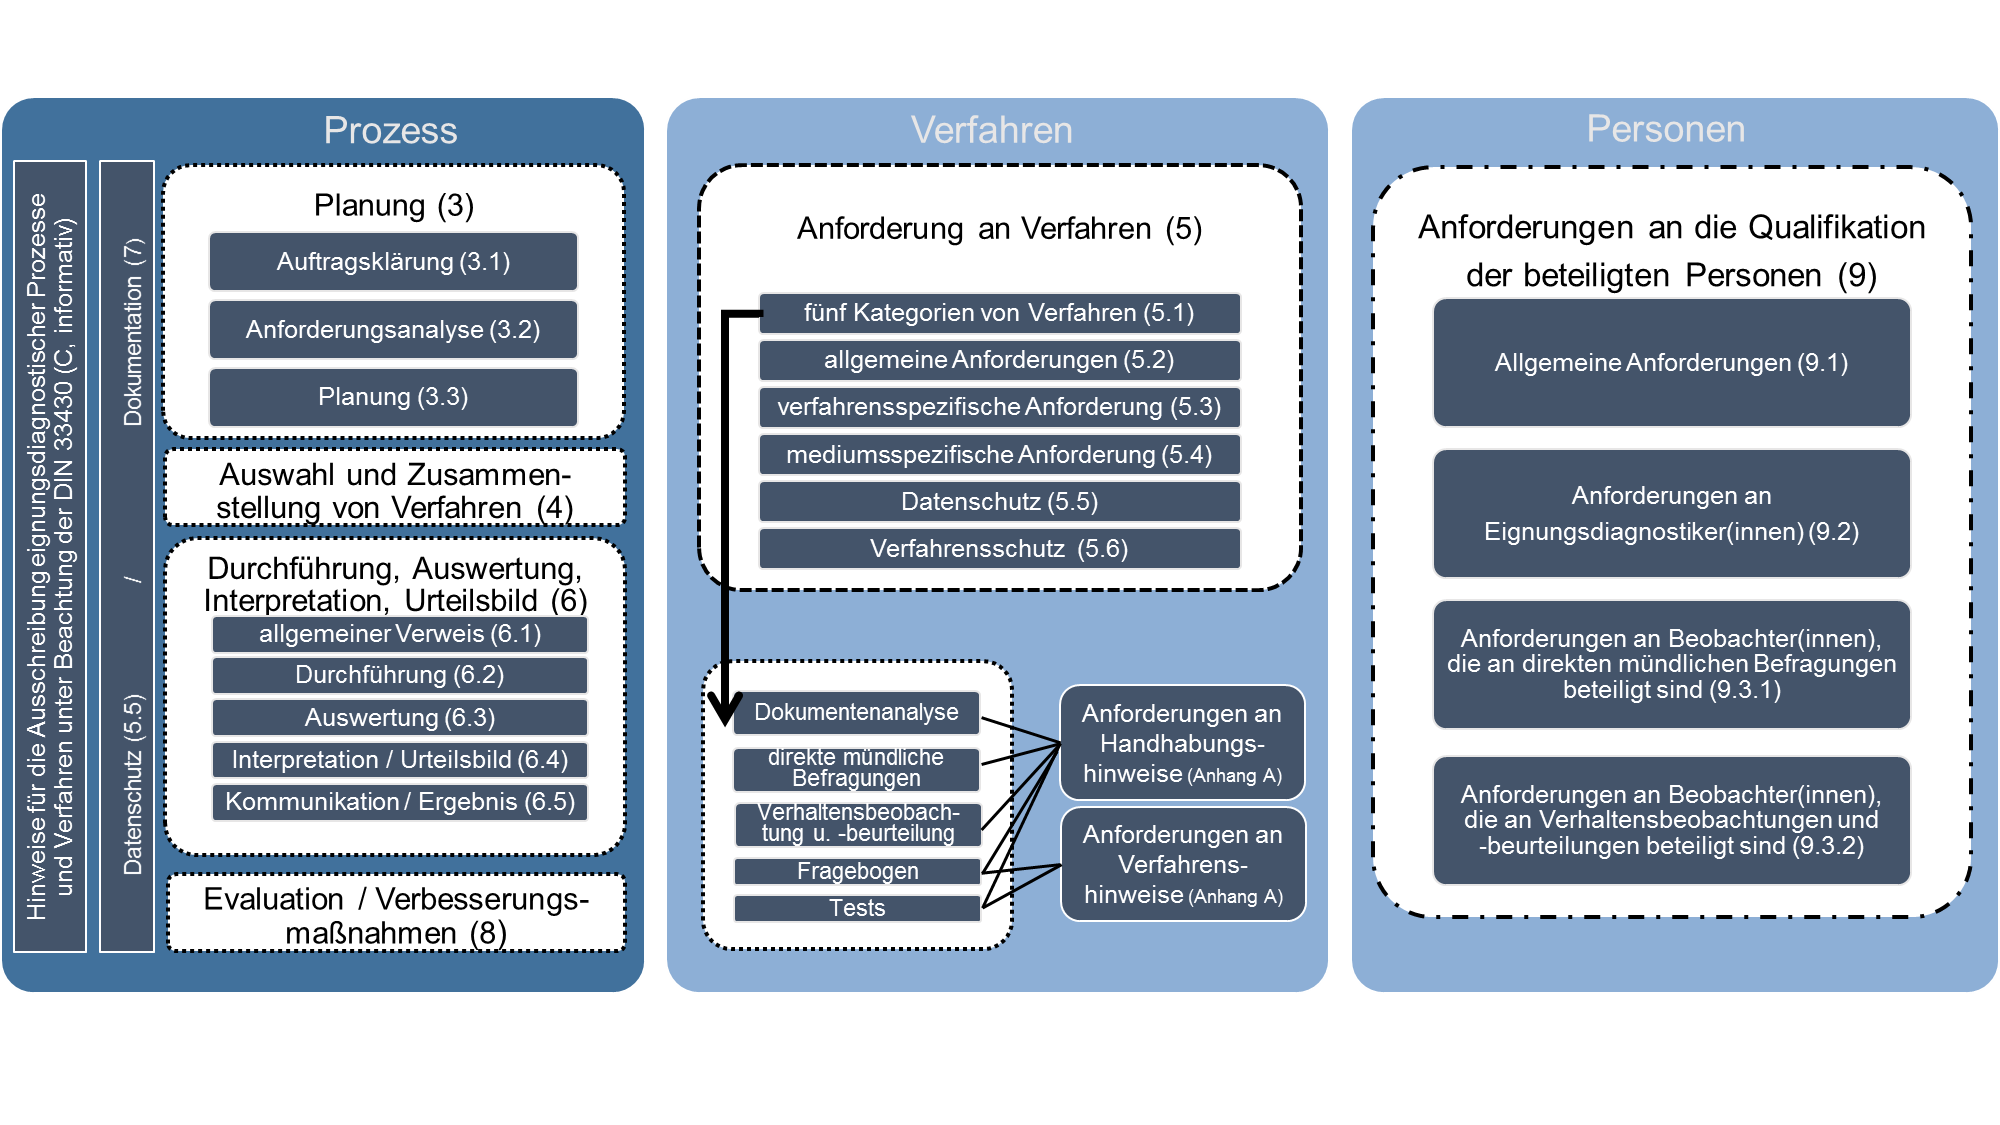 Prozess
Hinweise für die Ausschreibung eignungsdiagnostischer Prozesse
und Verfahren unter Beachtung der DIN 33430 (C, informativ)
Datenschutz (5.5) / Dokumentation (7)
Planung (3)
Auftragsklärung (3.1)
Anforderungsanalyse (3.2)
Planung (3.3)
Auswahl und Zusammen-
stellung von Verfahren (4)
Durchführung, Auswertung,
Interpretation, Urteilsbild (6)
allgemeiner Verweis (6.1)
Durchführung (6.2)
Auswertung (6.3)
Interpretation / Urteilsbild (6.4)
Kommunikation / Ergebnis (6.5)
Evaluation / Verbesserungs-
maßnahmen (8)
Verfahren
Anforderung an Verfahren (5)
fünf Kategorien von Verfahren (5.1)
allgemeine Anforderungen (5.2)
verfahrensspezifische Anforderung (5.3)
mediumsspezifische Anforderung (5.4)
Datenschutz (5.5)
Verfahrensschutz (5.6)
Dokumentenanalyse
direkte mündliche
Befragungen
Verhaltensbeobach-
tung u. -beurteilung
Fragebogen
Tests
Anforderungen an
Handhabungs-
hinweise (Anhang A)
Anforderungen an
Verfahrens-
hinweise (Anhang A)
Personen
Anforderungen an die Qualifikation
der beteiligten Personen (9)
Allgemeine Anforderungen (9.1)
Anforderungen an
Eignungsdiagnostiker(innen) (9.2)
Anforderungen an Beobachter(innen),
die an direkten mündlichen Befragungen
beteiligt sind (9.3.1)
Anforderungen an Beobachter(innen),
die an Verhaltensbeobachtungen und
-beurteilungen beteiligt sind (9.3.2)